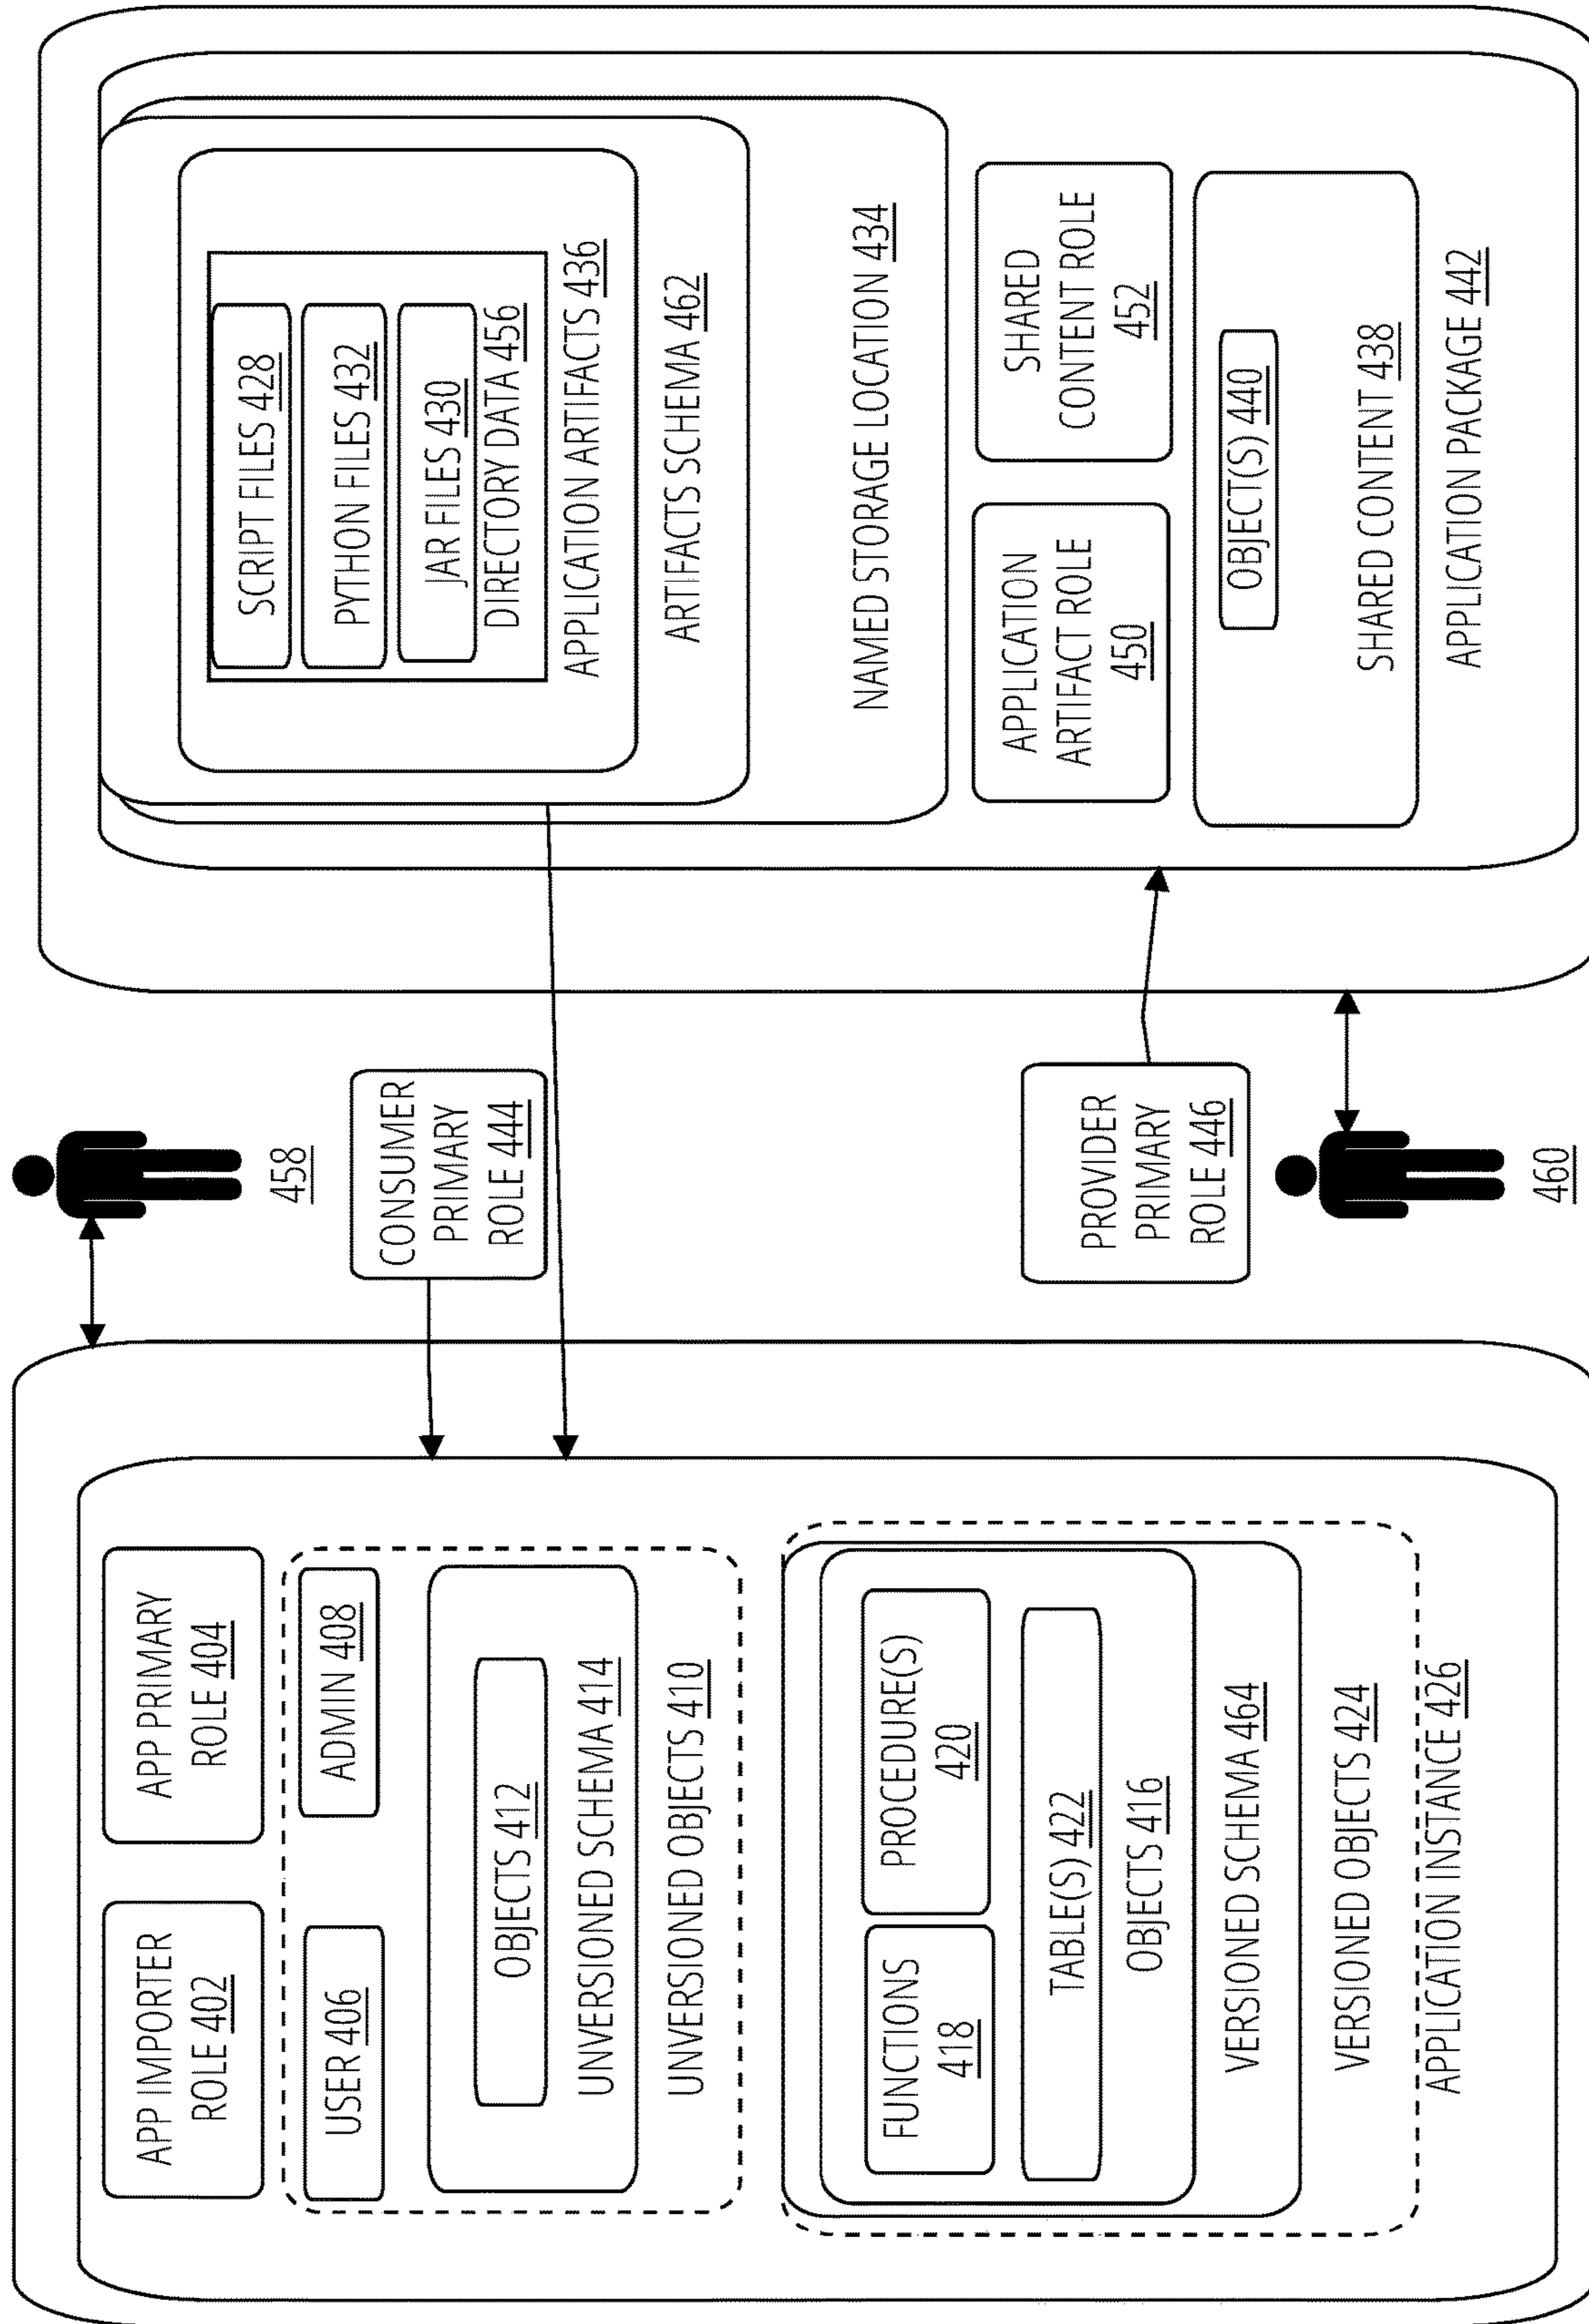 APP IMPORTER
ROLE 402
APP PRIMARY
ROLE 404
USER 406
ADMIN 408
OBJECTS 412
UNVERSIONED SCHEMA 414
UNVERSIONED OBJECTS 410
FUNCTIONS
418
PROCEDURE(S)
420
TABLE(S) 422
OBJECTS 416
VERSIONED SCHEMA 464
VERSIONED OBJECTS 424
APPLICATION INSTANCE 426
458
CONSUMER
PRIMARY
ROLE 444
PROVIDER
PRIMARY
ROLE 446
460
SCRIPT FILES 428
PYTHON FILES 432
JAR FILES 430
DIRECTORY DATA 456
APPLICATION ARTIFACTS 436
ARTIFACTS SCHEMA 462
NAMED STORAGE LOCATION 434
APPLICATION
ARTIFACT ROLE
450
SHARED
CONTENT ROLE
452
OBJECT(S) 440
SHARED CONTENT 438
APPLICATION PACKAGE 442